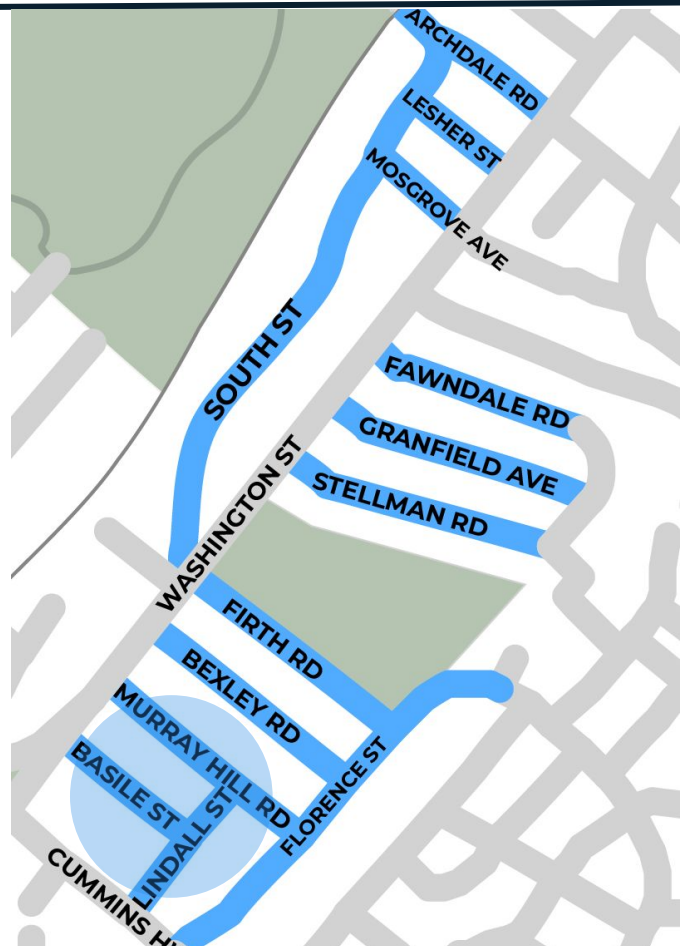 ARCHDALE RD
LESHER ST
MOSGROVE AVE
SOUTH ST
FAWNDALE RD
GRANFIELD AVE
STELLMAN RD
WASHINGTON ST
FIRTH RD
BEXLEY RD
MURRAY HILL RD
BASILE ST
LINDALL ST
FLORENCE ST
CUMMINS